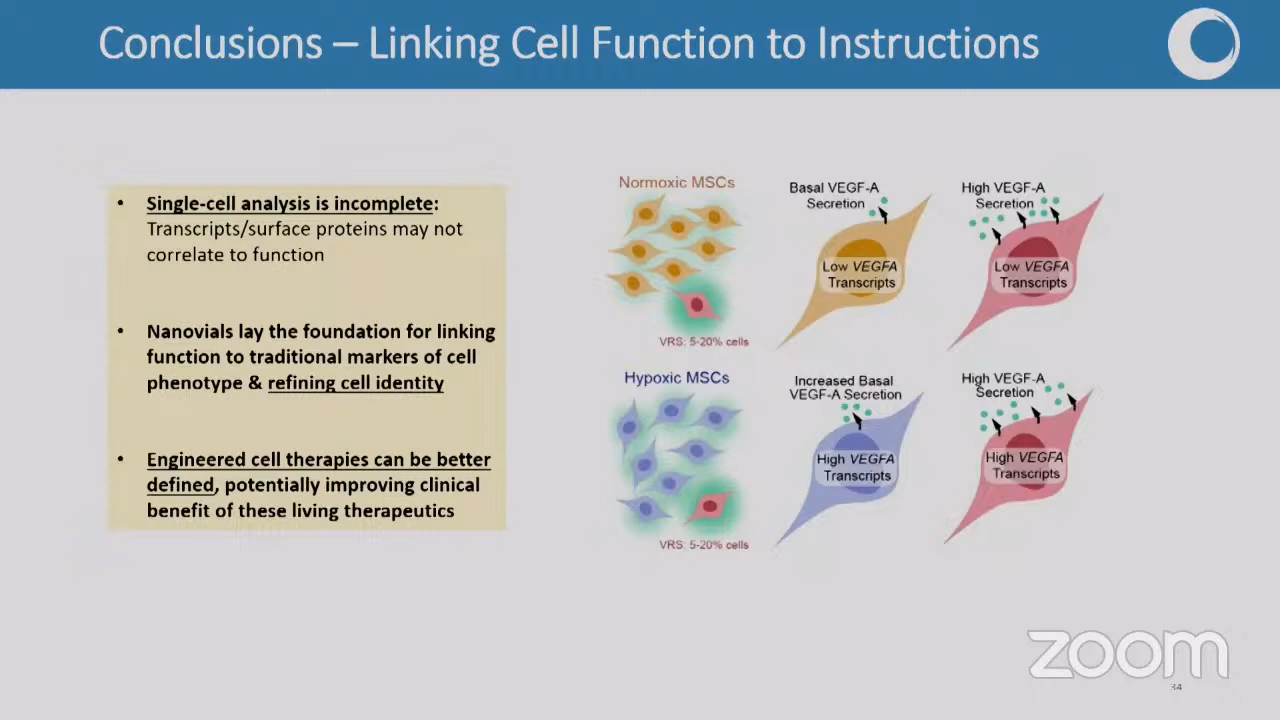 Conclusions – Linking Cell Function to Instructions
• Single-cell analysis is incomplete:
Transcripts/surface proteins may not
correlate to function
• Nanovials lay the foundation for linking
function to traditional markers of cell
phenotype & refining cell identity
• Engineered cell therapies can be better
defined, potentially improving clinical
benefit of these living therapeutics
Normoxic MSCs
VRS: 5-20% cells
Basal VEGF-A
Secretion
Low VEGFA
Transcripts
High VEGF-A
Secretion
Low VEGFA
Transcripts
Hypoxic MSCs
VRS: 5-20% cells
Increased Basal
VEGF-A Secretion
High VEGFA
Transcripts
High VEGF-A
Secretion
High VEGFA
Transcripts
zoom
34